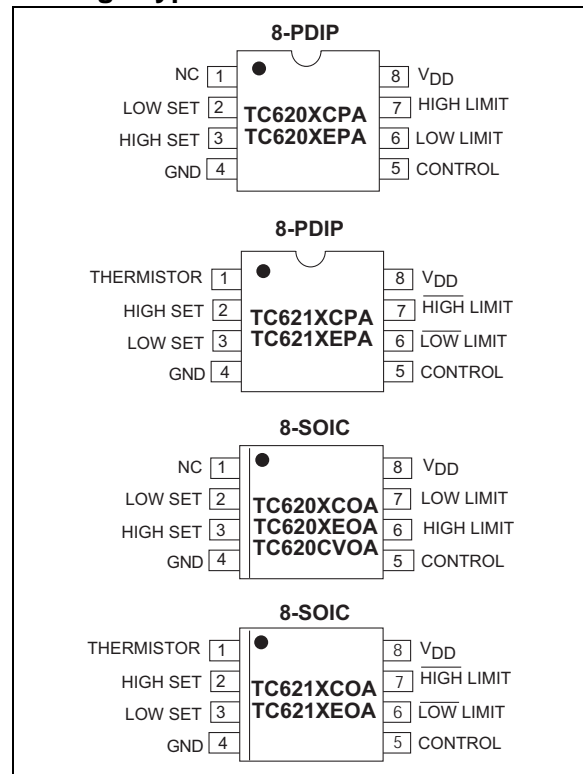 8-PDIP
NC 1 8 VDD
LOW SET 2 TC620XCPA 7 HIGH LIMIT
HIGH SET 3 TC620XEPA 6 LOW LIMIT
GND 4 5 CONTROL
8-PDIP
THERMISTOR 1 8 VDD
HIGH SET 2 TC621XCPA 7 HIGH LIMIT
LOW SET 3 TC621XEPA 6 LOW LIMIT
GND 4 5 CONTROL
8-SOIC
NC 1 8 VDD
LOW SET 2 TC620XCOA 7 LOW LIMIT
HIGH SET 3 TC620XEOA 6 HIGH LIMIT
TC620CVOA
GND 4 5 CONTROL
8-SOIC
THERMISTOR 1 8 VDD
HIGH SET 2 TC621XCOA 7 HIGH LIMIT
LOW SET 3 TC621XEOA 6 LOW LIMIT
GND 4 5 CONTROL